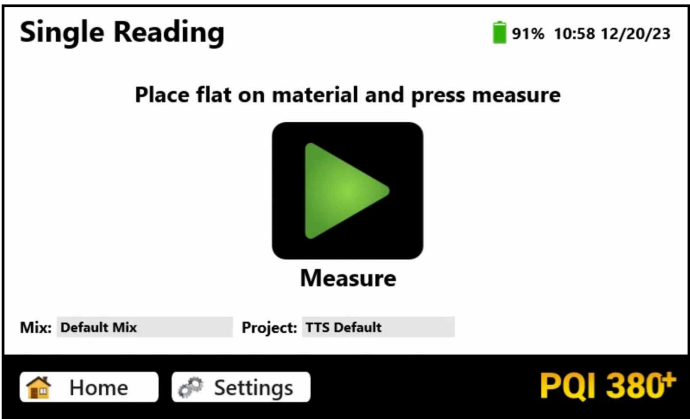 Single Reading 91% 10:58 12/20/23
Place flat on material and press measure
Measure
Mix: Default Mix Project: TTS Default
Home Settings PQI 380+